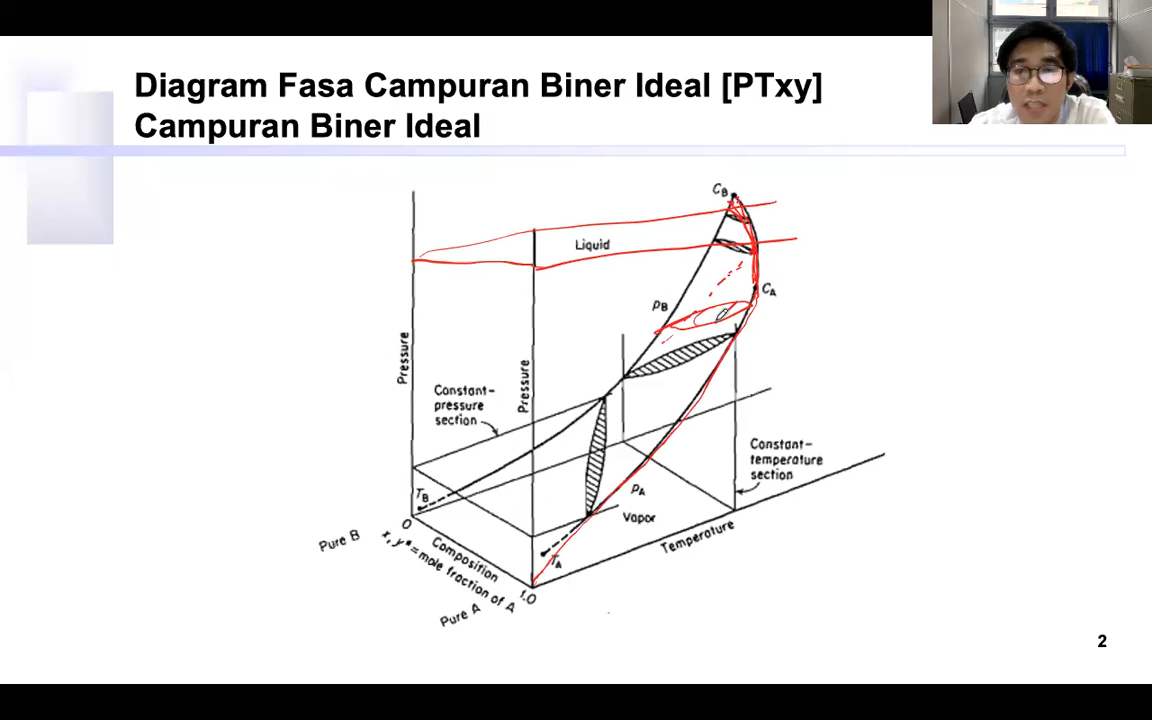 Diagram Fasa Campuran Biner Ideal [PTxy]
Campuran Biner Ideal
C_B
Liquid
C_A
P_B
Pressure
Pressure
Constant-
pressure
section
Constant-
temperature
section
T_B
P_A
Vapor
Temperature
O
Pure B
Composition
x, y* = mole fraction of A
T_A
1.0
Pure A
2